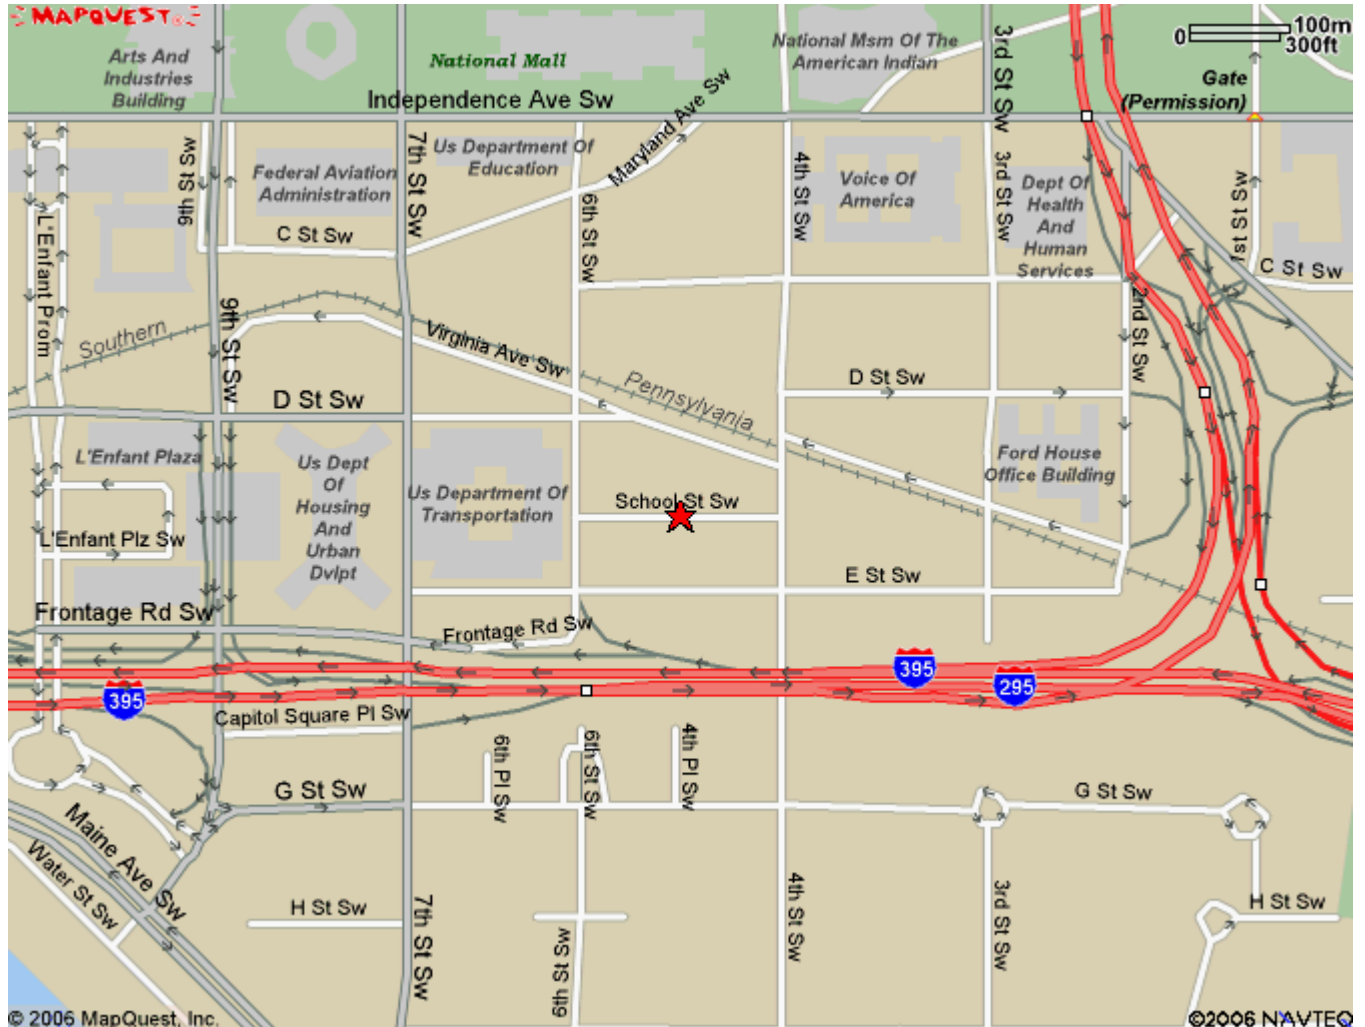 MAPQUEST
100m
0
300ft
Arts And
Industries
Building
National Mall
National Msm Of The
American Indian
3rd St Sw
Gate
(Permission)
Independence Ave Sw
Maryland Ave Sw
9th St Sw
Federal Aviation
Administration
7th St Sw
Us Department Of
Education
6th St Sw
4th St Sw
Voice Of
America
3rd St Sw
Dept Of
Health
And
Human
Services
1st St Sw
L'Enfant Prom
C St Sw
C St Sw
Southern
9th St Sw
Virginia Ave Sw
Pennsylvania
2nd St Sw
D St Sw
D St Sw
L'Enfant Plaza
Us Dept
Of
Housing
And
Urban
Dvlpt
Us Department Of
Transportation
School St Sw
Ford House
Office Building
L'Enfant Plz Sw
E St Sw
Frontage Rd Sw
Frontage Rd Sw
395
295
395
Capitol Square Pl Sw
6th Pl Sw
6th St Sw
4th Pl Sw
G St Sw
G St Sw
Maine Ave Sw
Water St Sw
H St Sw
7th St Sw
6th St Sw
4th St Sw
3rd St Sw
H St Sw
© 2006 MapQuest, Inc.
©2006 NAVTEQ